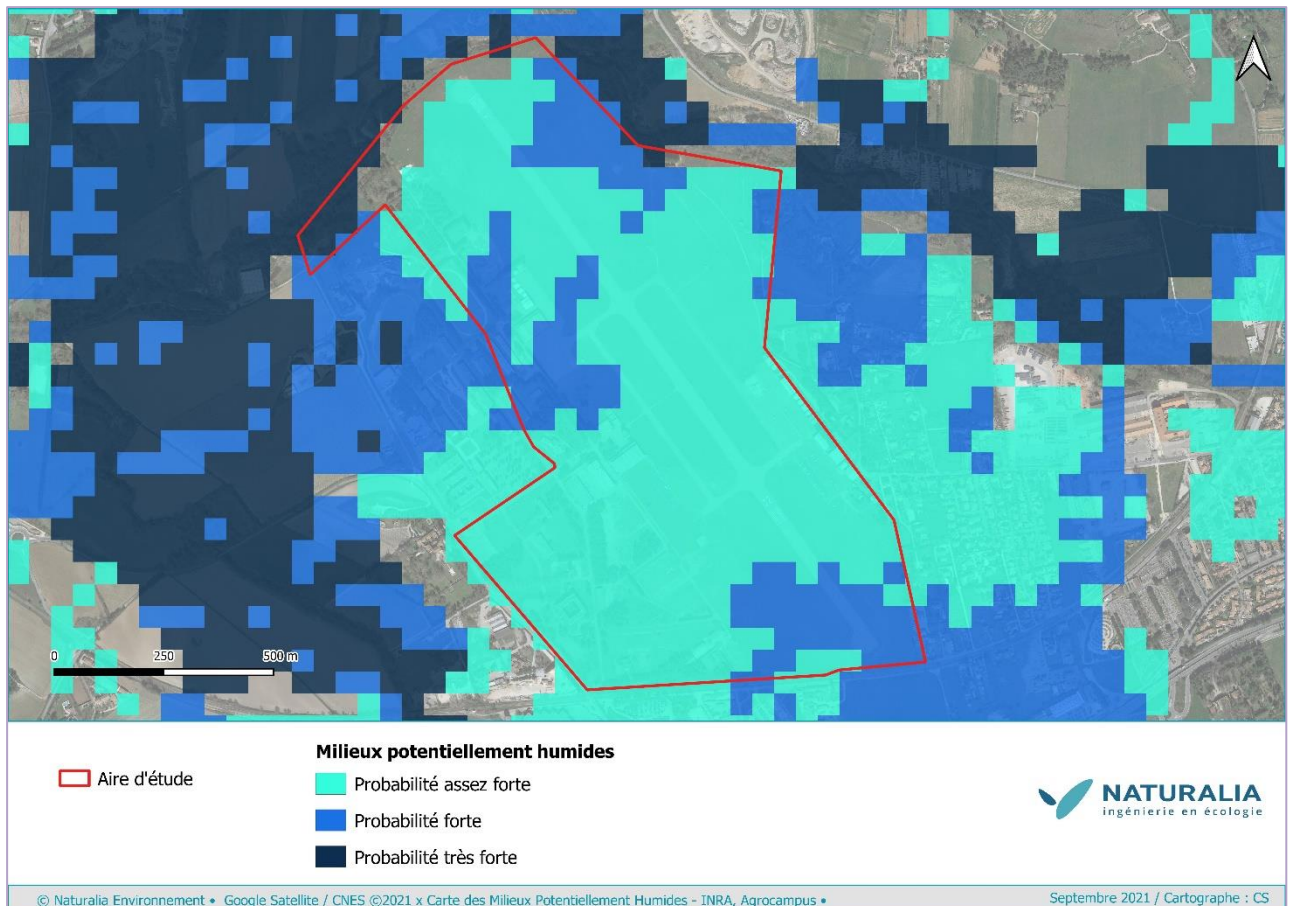 0 250 500 m
Milieux potentiellement humides
Aire d'étude
Probabilité assez forte
Probabilité forte
Probabilité très forte
NATURALIA
ingénierie en écologie
© Naturalia Environnement • Google Satellite / CNES ©2021 x Carte des Milieux Potentiellement Humides - INRA, Agrocampus •
Septembre 2021 / Cartographe : CS